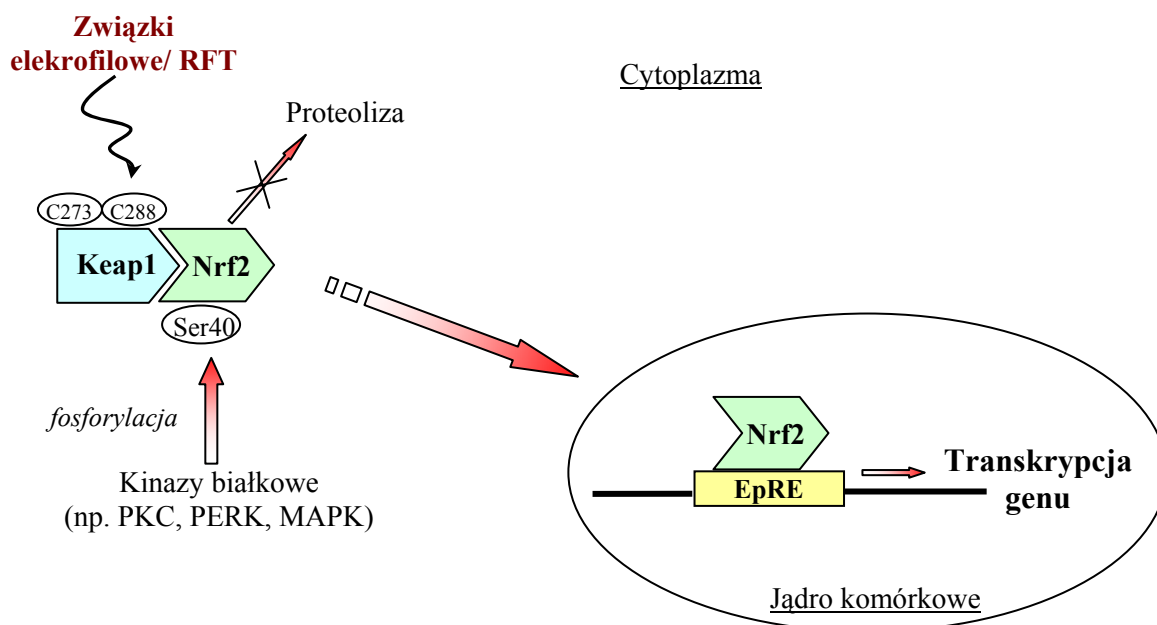 Związki
elekrofilowe/ RFT
Cytoplazma
Proteoliza
C273
C288
Keap1
Nrf2
Ser40
fosforylacja
Kinazy białkowe
(np. PKC, PERK, MAPK)
Nrf2
EpRE
Transkrypcja
genu
Jądro komórkowe